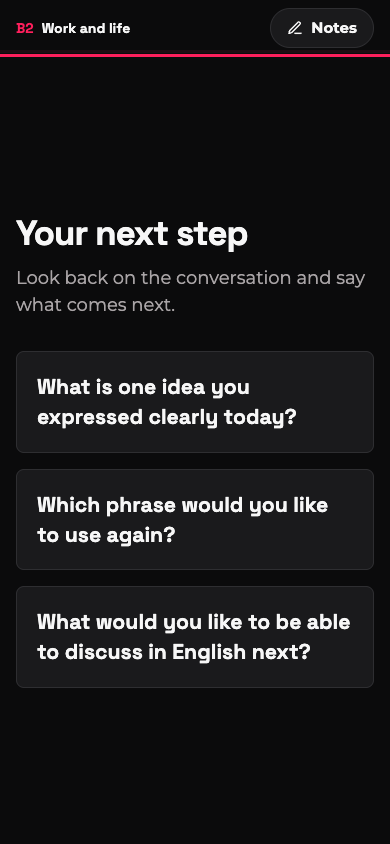 B2 Work and life
Notes
Your next step
Look back on the conversation and say
what comes next.
What is one idea you
expressed clearly today?
Which phrase would you like
to use again?
What would you like to be able
to discuss in English next?